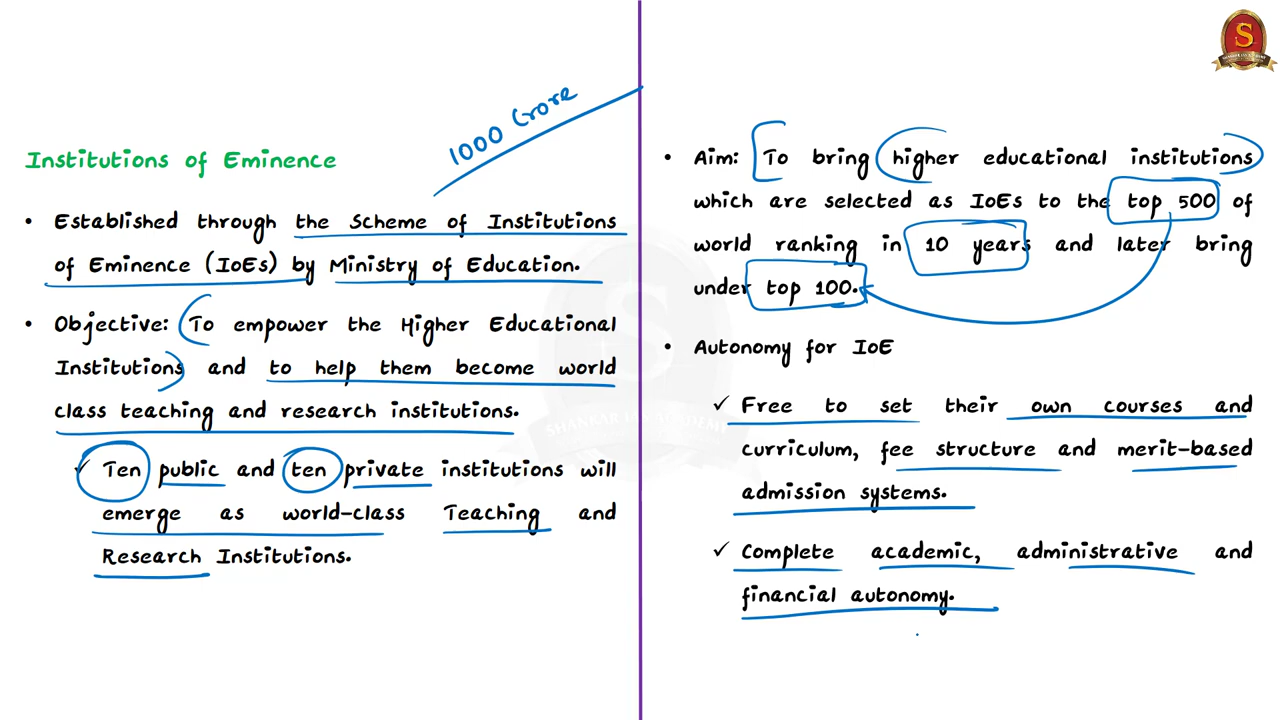 1000 Crore
Institutions of Eminence
• Established through the Scheme of Institutions
of Eminence (IoEs) by Ministry of Education.
• Objective: To empower the Higher Educational
Institutions and to help them become world
class teaching and research institutions.
✓ Ten public and ten private institutions will
emerge as world-class Teaching and
Research Institutions.
• Aim: To bring higher educational institutions
which are selected as IoEs to the top 500 of
world ranking in 10 years and later bring
under top 100.
• Autonomy for IoE
✓ Free to set their own courses and
curriculum, fee structure and merit-based
admission systems.
✓ Complete academic, administrative and
financial autonomy.
S
SHANKAR IAS ACADEMY